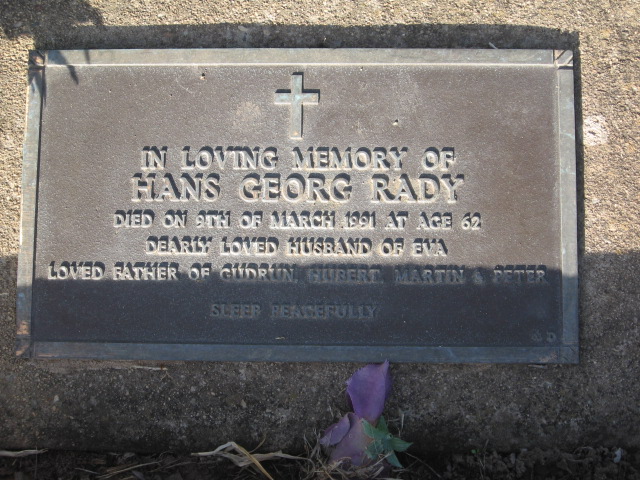 IN LOVING MEMORY OF
HANS GEORG RADY
DIED ON 9TH OF MARCH 1991 AT AGE 62
DEARLY LOVED HUSBAND OF EVA
LOVED FATHER OF GUDRUN, HUBERT, MARTIN & PETER
SLEEP PEACEFULLY